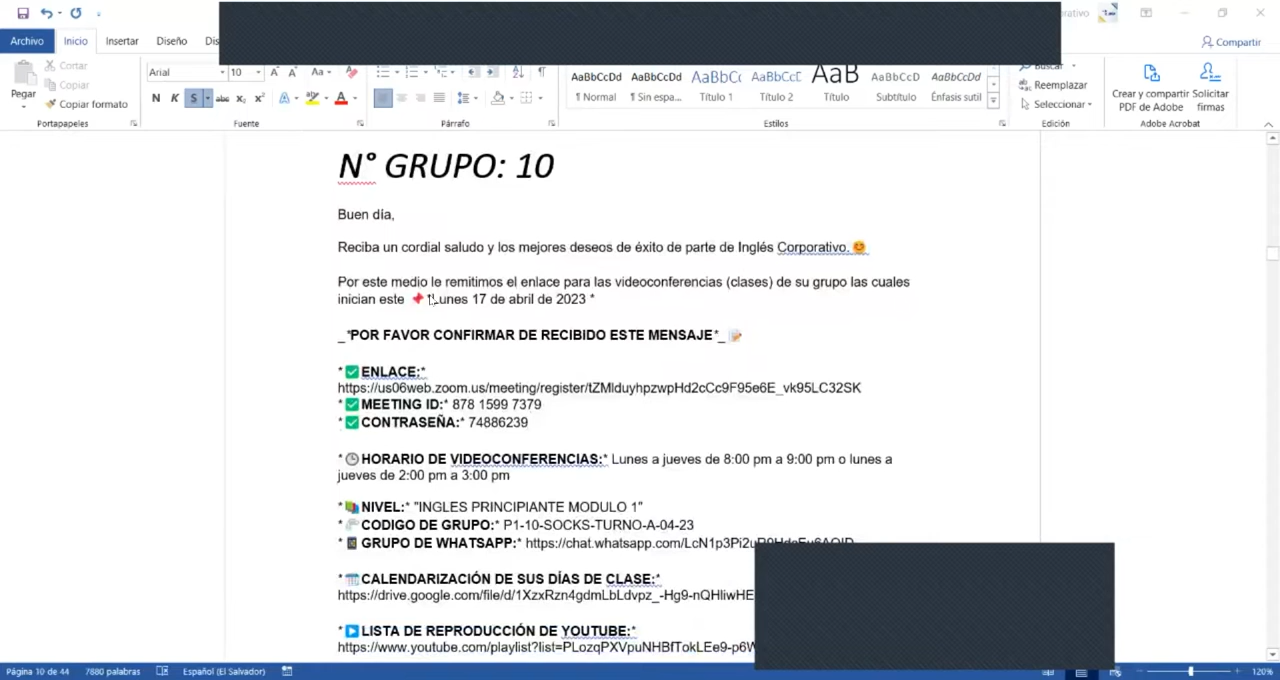 orativo
Archivo Inicio Insertar Diseño Dis
Compartir
Pegar
Cortar
Copiar
Copiar formato
Portapapeles
Arial 10
N K S abc x₂ x²
Fuente
Párrafo
AaBbCcDd AaBbCcDd AaBbCc AaBbCcD AaB AaBbCcD AaBbCcDd
¶ Normal ¶ Sin espa... Título 1 Título 2 Título Subtítulo Énfasis sutil
Estilos
Buscar
Reemplazar
Seleccionar
Edición
Crear y compartir PDF de Adobe
Solicitar firmas
Adobe Acrobat
N° GRUPO: 10
Buen día,
Reciba un cordial saludo y los mejores deseos de éxito de parte de Inglés Corporativo.😊
Por este medio le remitimos el enlace para las videoconferencias (clases) de su grupo las cuales
inician este 📌*Lunes 17 de abril de 2023 *
_*POR FAVOR CONFIRMAR DE RECIBIDO ESTE MENSAJE*_ 📝
*✅ENLACE:*
https://us06web.zoom.us/meeting/register/tZMlduyhpzwpHd2cCc9F95e6E_vk95LC32SK
*✅MEETING ID:* 878 1599 7379
*✅CONTRASEÑA:* 74886239
*🕒HORARIO DE VIDEOCONFERENCIAS:* Lunes a jueves de 8:00 pm a 9:00 pm o lunes a
jueves de 2:00 pm a 3:00 pm
*📚NIVEL:* "INGLES PRINCIPIANTE MODULO 1"
*CODIGO DE GRUPO:* P1-10-SOCKS-TURNO-A-04-23
*📱GRUPO DE WHATSAPP:* https://chat.whatsapp.com/LcN1p3Pi2u
*🗓CALENDARIZACIÓN DE SUS DÍAS DE CLASE:*
https://drive.google.com/file/d/1XzxRzn4gdmLbLdvpz_-Hg9-nQHliwHE
*▶LISTA DE REPRODUCCIÓN DE YOUTUBE:*
https://www.youtube.com/playlist?list=PLozqPXVpuNHBfTokLEe9-p6W
Página 10 de 44 7880 palabras Español (El Salvador) 120%